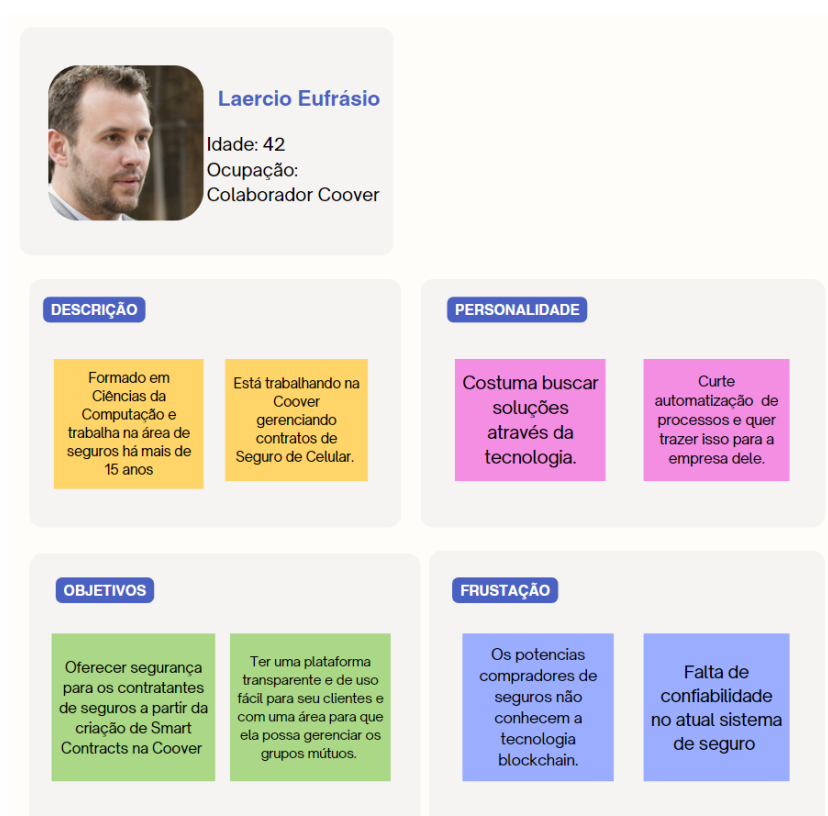 Laercio Eufrásio
Idade: 42
Ocupação:
Colaborador Coover
DESCRIÇÃO
Formado em
Ciências da
Computação e
trabalha na área de
seguros há mais de
15 anos
Está trabalhando na
Coover
gerenciando
contratos de
Seguro de Celular.
PERSONALIDADE
Costuma buscar
soluções
através da
tecnologia.
Curte
automatização de
processos e quer
trazer isso para a
empresa dele.
OBJETIVOS
Oferecer segurança
para os contratantes
de seguros a partir da
criação de Smart
Contracts na Coover
Ter uma plataforma
transparente e de uso
fácil para seu clientes e
com uma área para que
ela possa gerenciar os
grupos mútuos.
FRUSTAÇÃO
Os potencias
compradores de
seguros não
conhecem a
tecnologia
blockchain.
Falta de
confiabilidade
no atual sistema
de seguro